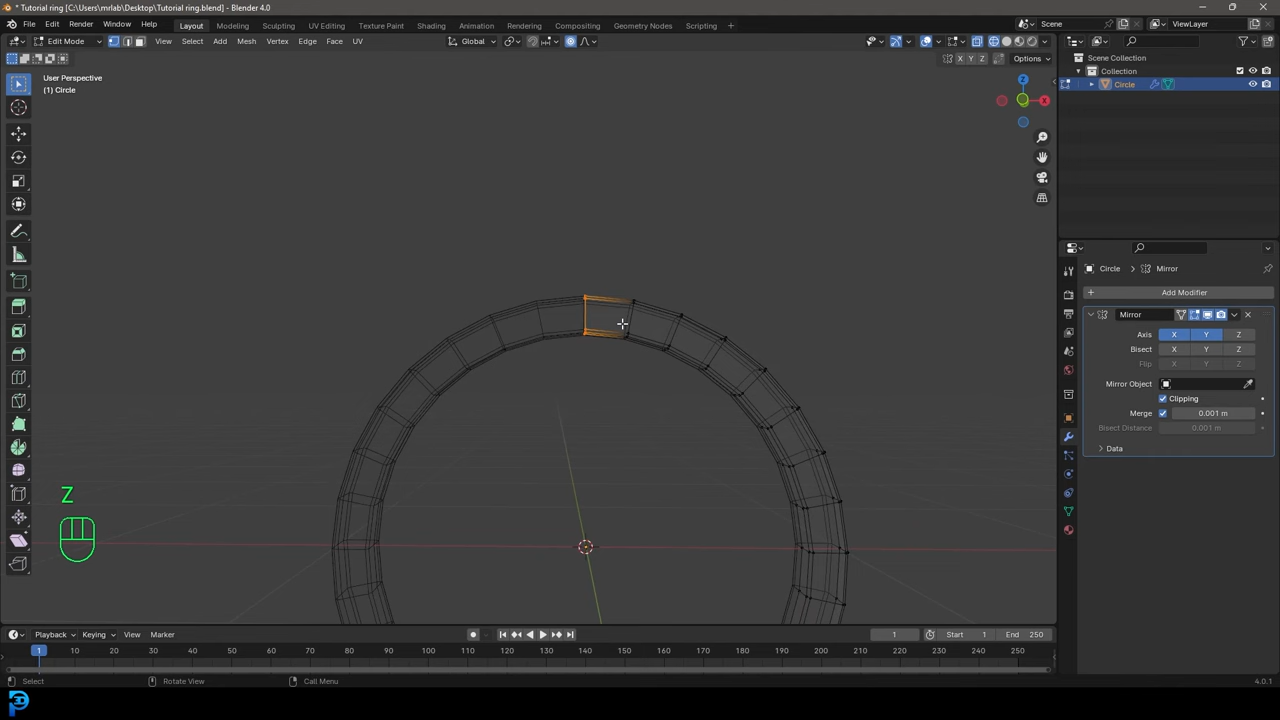 * Tutorial ring [C:\Users\mrlab\Desktop\Tutorial ring.blend] - Blender 4.0
File Edit Render Window Help Layout Modeling Sculpting UV Editing Texture Paint Shading Animation Rendering Compositing Geometry Nodes Scripting Scene ViewLayer
Edit Mode View Select Add Mesh Vertex Edge Face UV Global
X Y Z Options
User Perspective
(1) Circle
Z
X
Z
Scene Collection
Collection
Circle
Circle Mirror
Add Modifier
Mirror
Axis X Y Z
Bisect X Y Z
Flip X Y Z
Mirror Object
Clipping
Merge 0.001 m
Bisect Distance 0.001 m
Data
Playback Keying View Marker 1 Start 1 End 250
1 10 20 30 40 50 60 70 80 90 100 110 120 130 140 150 160 170 180 190 200 210 220 230 240 250
Select Rotate View Call Menu 4.0.1